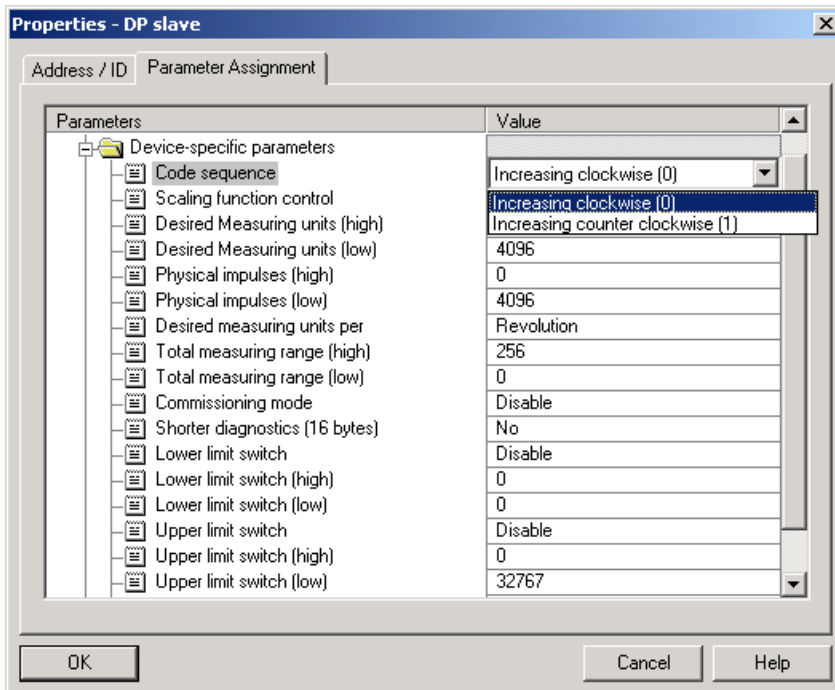 Properties - DP slave
Address / ID Parameter Assignment
Parameters Value
Device-specific parameters
Code sequence Increasing clockwise (0)
Scaling function control Increasing clockwise (0)
Desired Measuring units (high) Increasing counter clockwise (1)
Desired Measuring units (low) 4096
Physical impulses (high) 0
Physical impulses (low) 4096
Desired measuring units per Revolution
Total measuring range (high) 256
Total measuring range (low) 0
Commissioning mode Disable
Shorter diagnostics (16 bytes) No
Lower limit switch Disable
Lower limit switch (high) 0
Lower limit switch (low) 0
Upper limit switch Disable
Upper limit switch (high) 0
Upper limit switch (low) 32767
OK Cancel Help